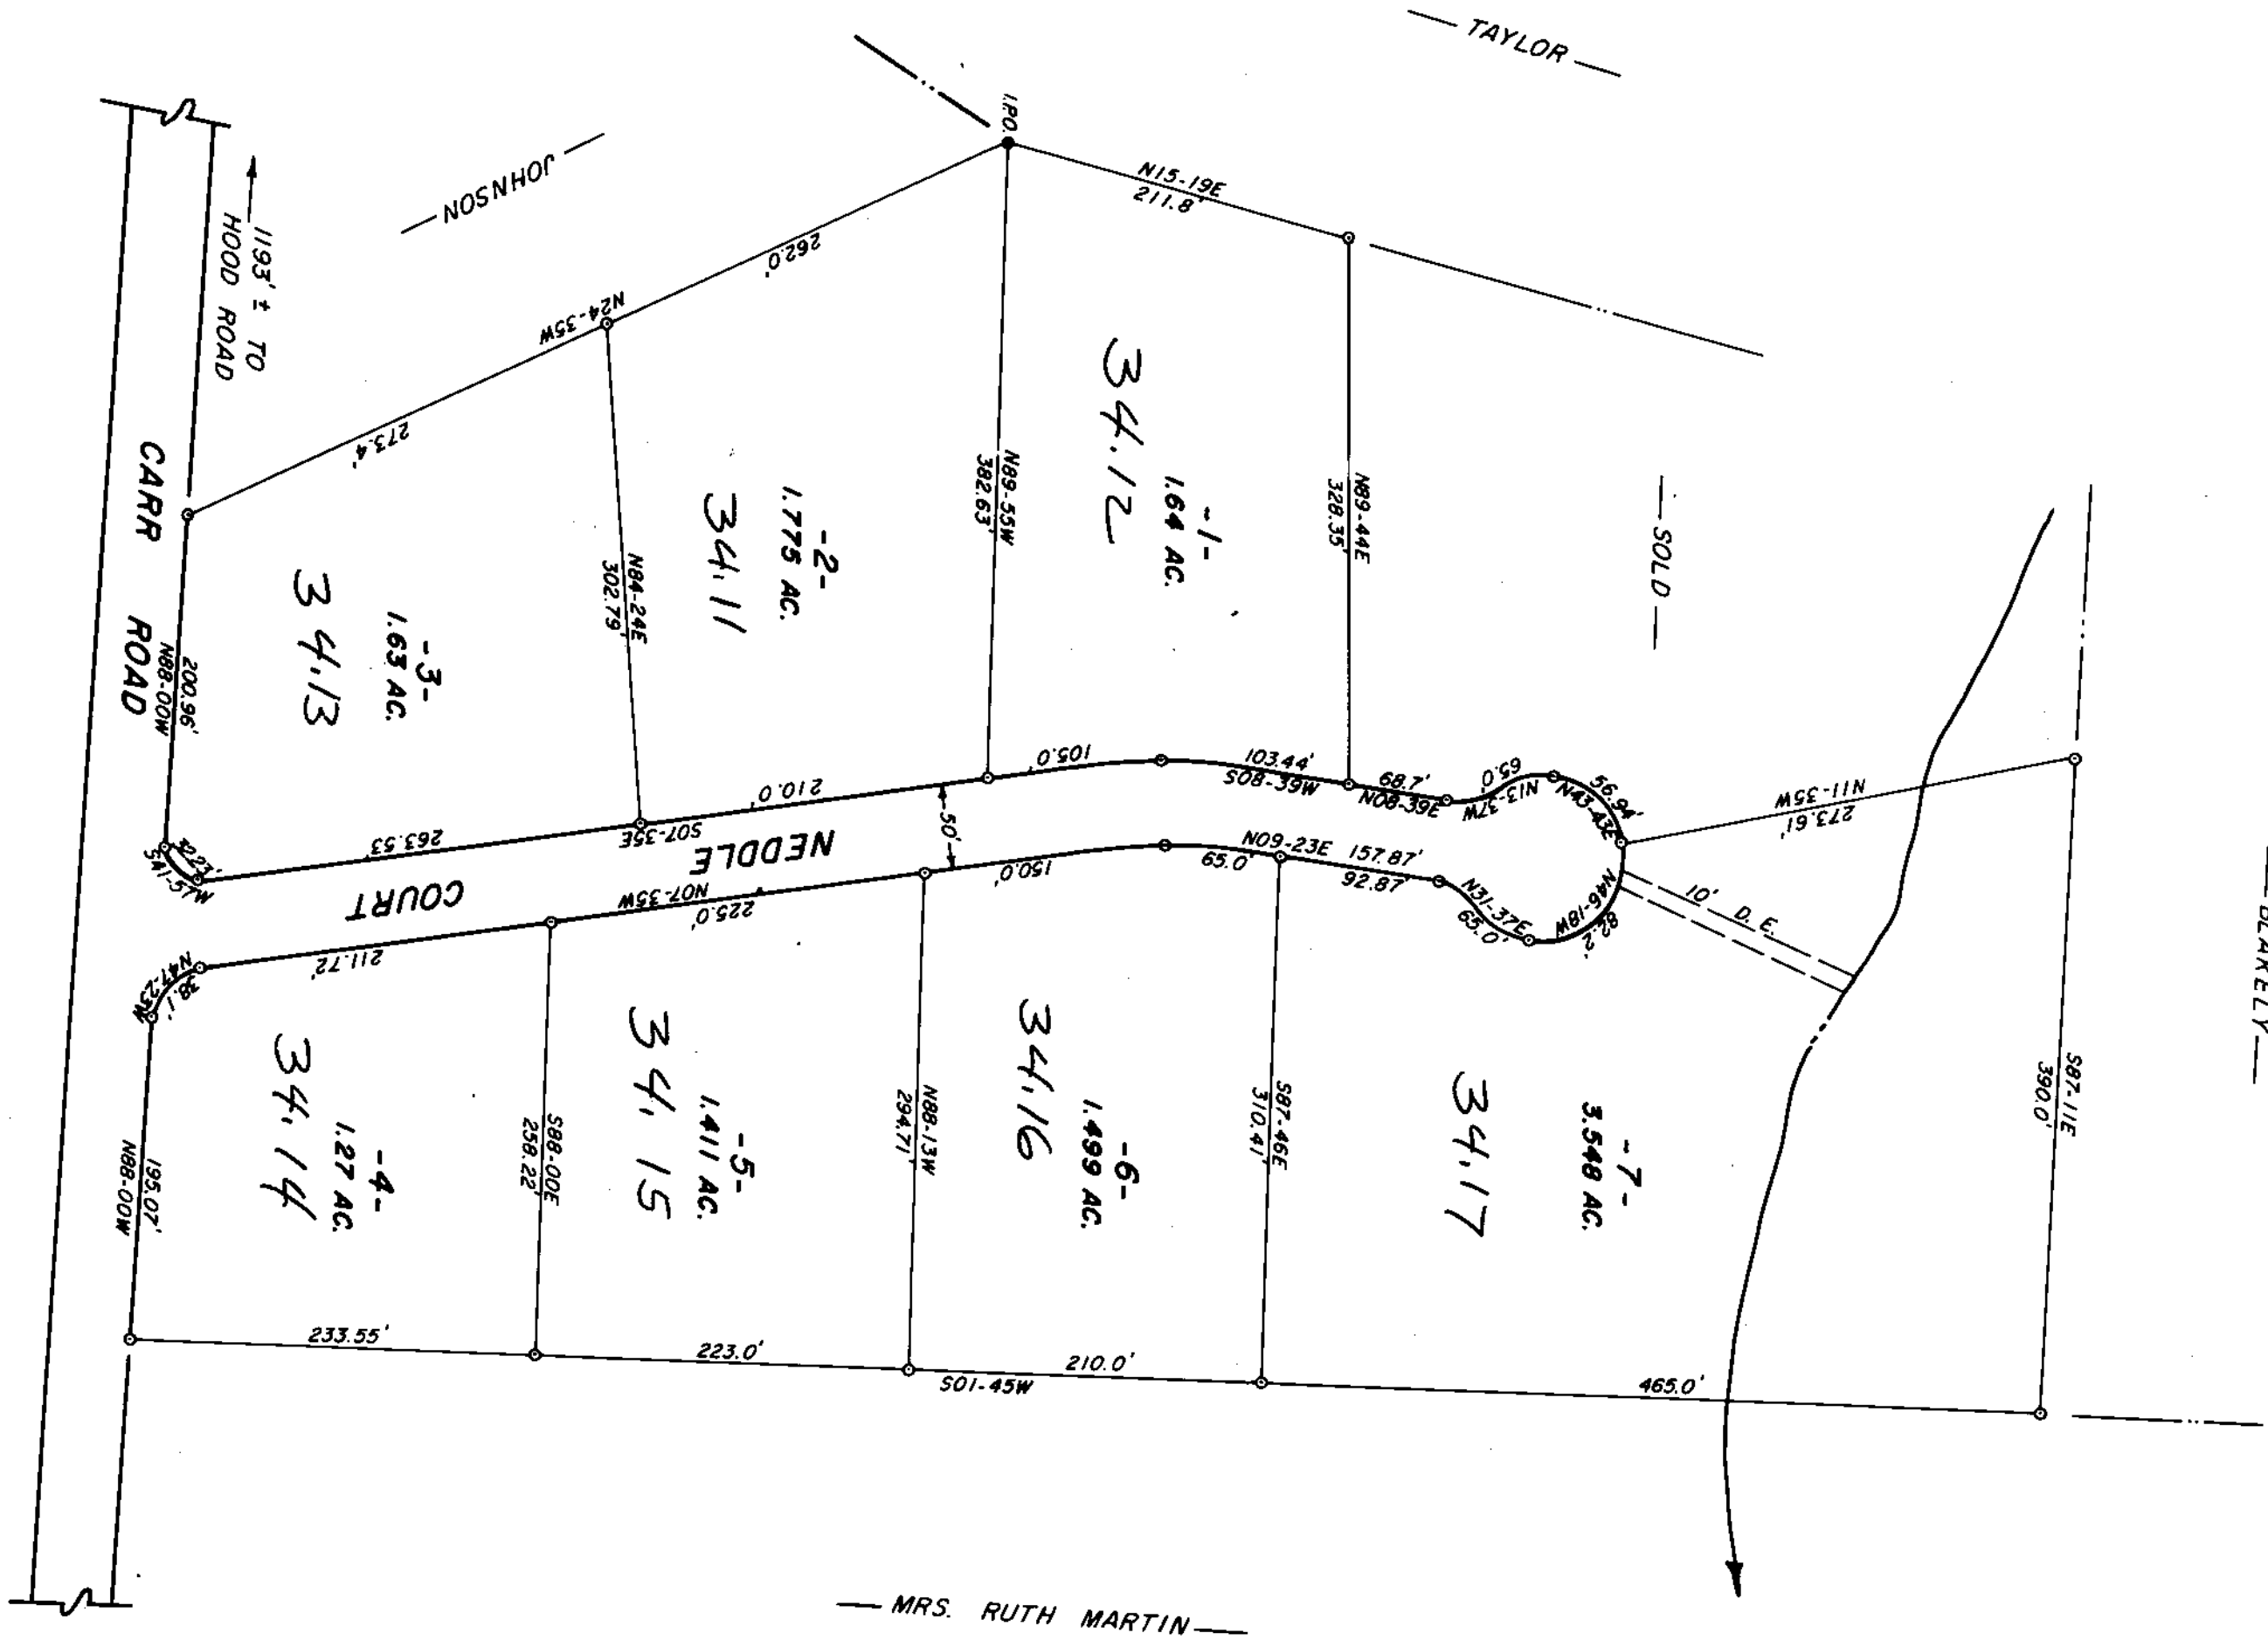 — TAYLOR —
I.P.O.
— JOHNSON —
N15-19E
211.8'
1193' ± TO
HOOD ROAD
262.0'
N24-35W
273.4'
CARR ROAD
200.96'
N88-00W
-3-
1.63 AC.
34.13
N84-24E
302.79'
-2-
1.775 AC.
34.11
N89-55W
382.63'
-1-
1.64 AC.
34.12
N89-44E
328.35'
— SOLD —
N11-35W
273.61'
BLAKELY —
S87-11E
390.0'
263.53'
S07-35E
210.0'
105.0'
103.44'
S08-39W
68.7'
N08-39E
65.0'
N13-37W
56.94'
N43-43E
N46-18W
82.2'
10' D. E.
NEDDLE
COURT
50'
211.72'
N07-35W
225.0'
150.0'
65.0'
N09-23E 157.87'
92.87'
N31-37E
65.0'
N47-23W
38.1'
195.07'
N88-00W
-4-
1.27 AC.
34.14
S88-00E
258.22'
-5-
1.411 AC.
34.15
N88-13W
294.71'
-6-
1.499 AC.
34.16
S87-46E
310.41'
-7-
3.548 AC.
34.17
233.55'
223.0'
210.0'
S01-45W
465.0'
— MRS. RUTH MARTIN —